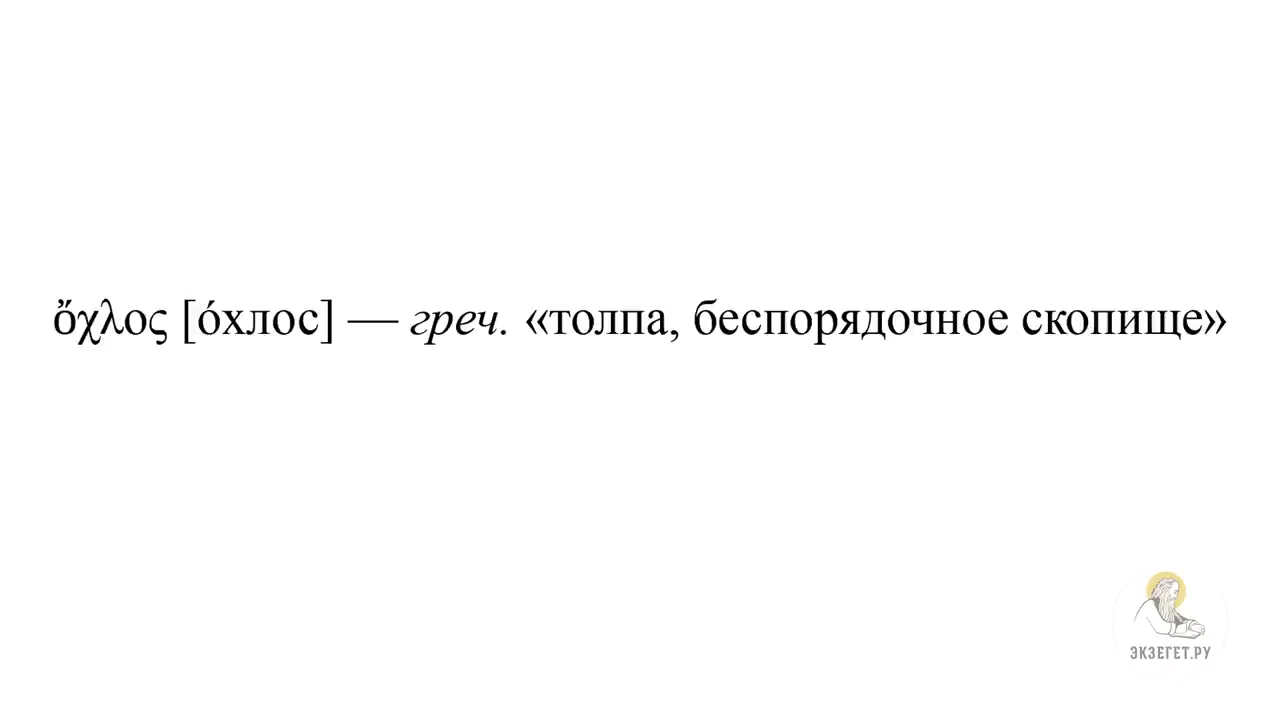 ὄχλος [óхлос] — греч. «толпа, беспорядочное скопище»
ЭКЗЕГЕТ.РУ